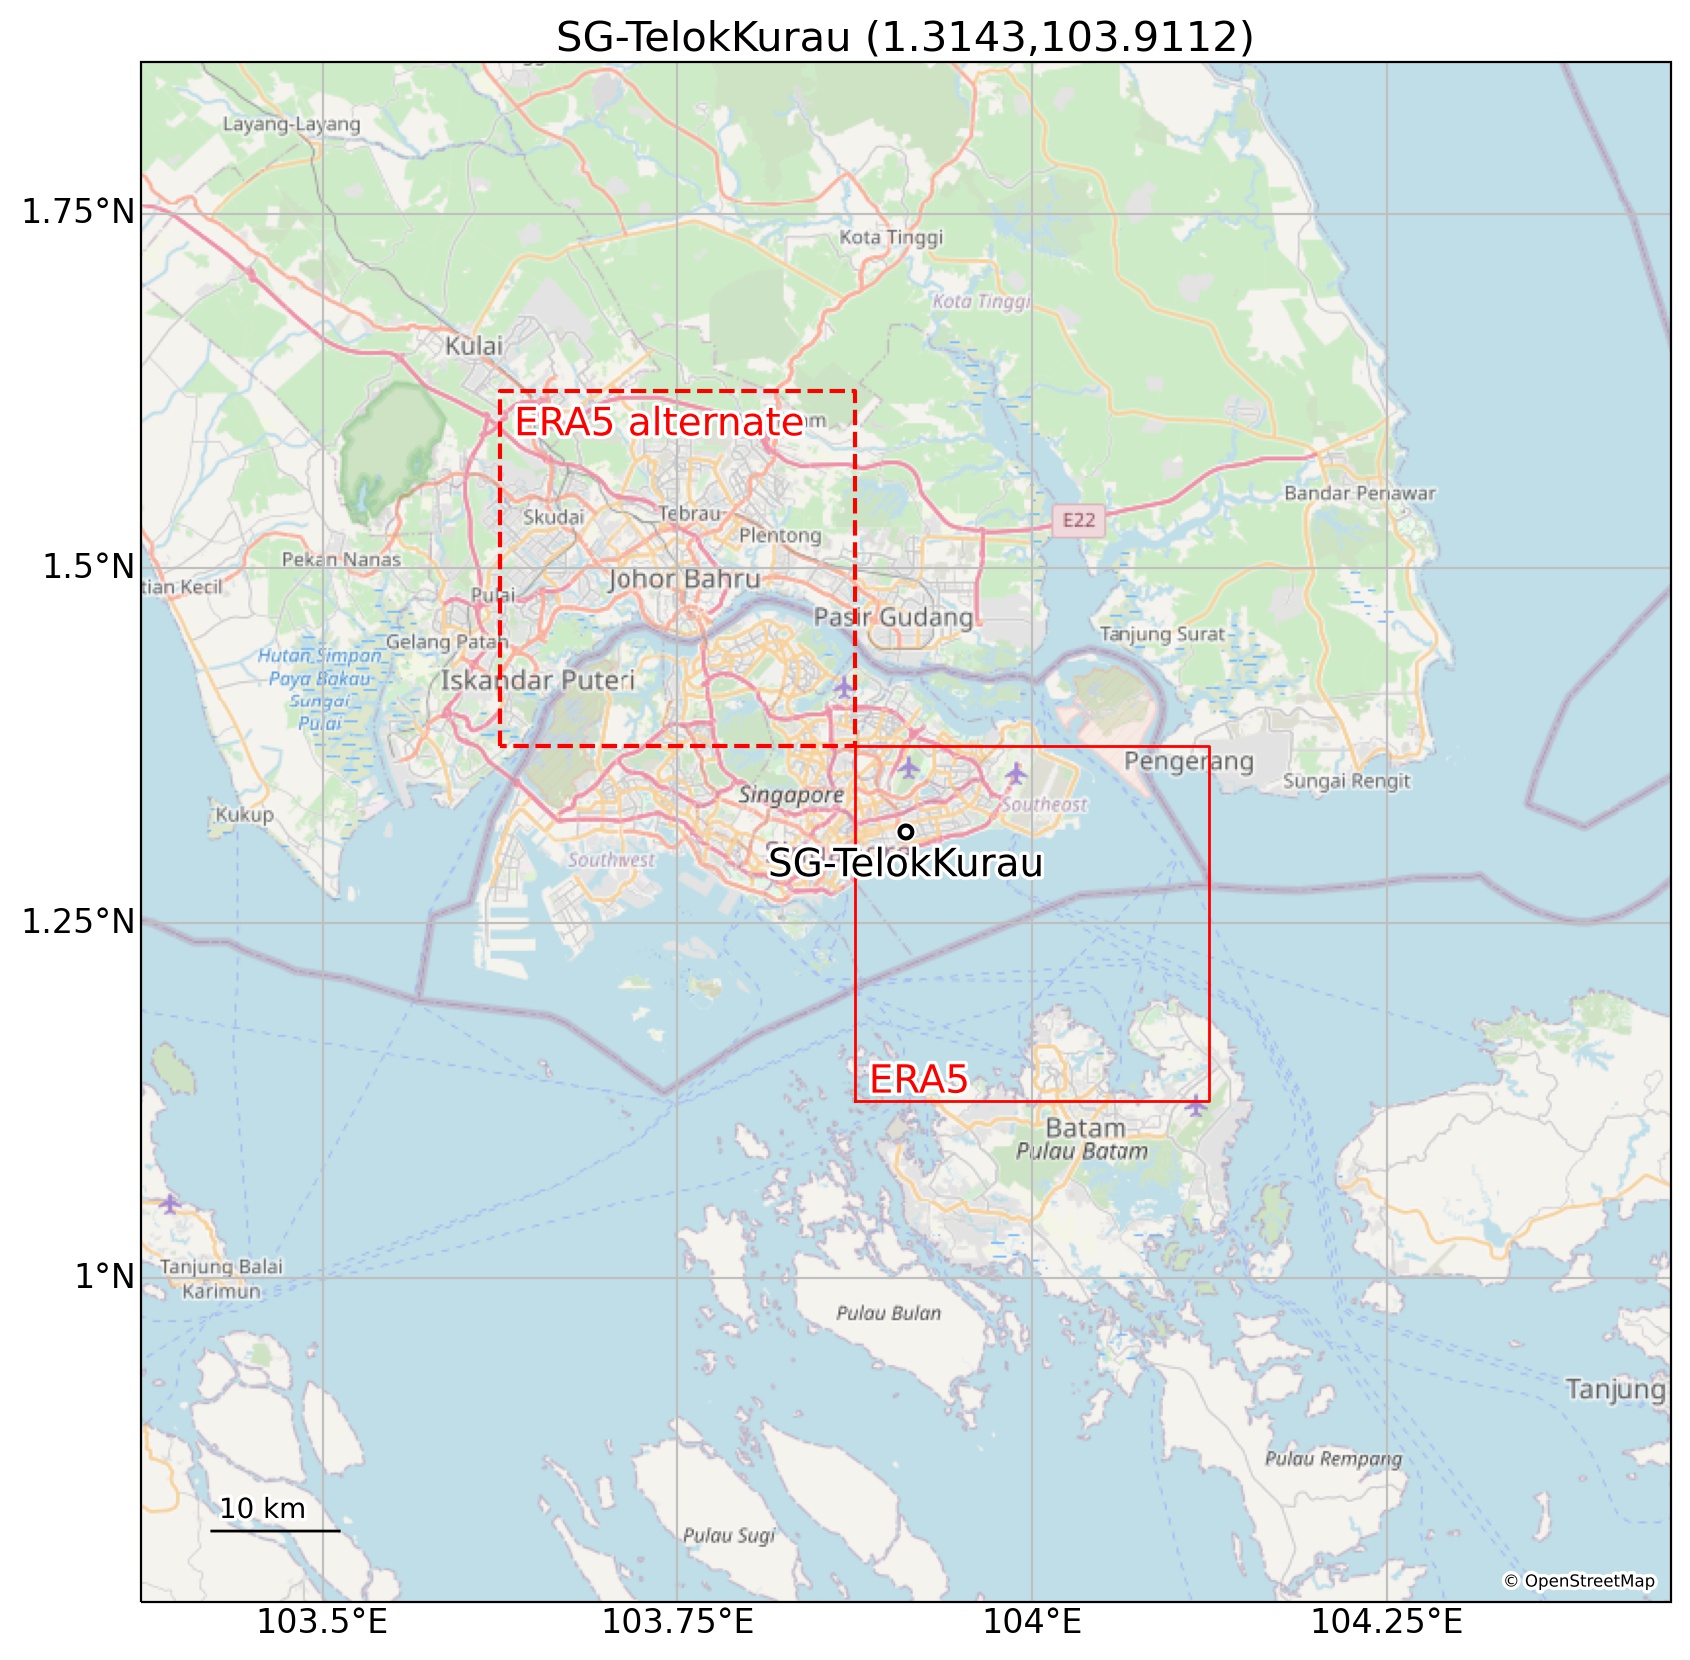 SG-TelokKurau (1.3143,103.9112)
Layang-Layang
1.75°N
Kota Tinggi
Kota Tinggi
Kulai
ERA5 alternate
Bandar Penawar
Skudai
Tebrau
E22
Plentong
1.5°N
Pekan Nanas
tian Kecil
Johor Bahru
Pulai
Pasir Gudang
Gelang Patah
Tanjung Surat
Hutan Simpan
Paya Bakau
Sungai
Pulai
Iskandar Puteri
Pengerang
Sungai Rengit
Singapore
Southeast
Kukup
Southwest
SG-TelokKurau
1.25°N
ERA5
Batam
Pulau Batam
1°N
Tanjung Balai
Karimun
Pulau Bulan
Tanjung
Pulau Rempang
10 km
Pulau Sugi
© OpenStreetMap
103.5°E
103.75°E
104°E
104.25°E